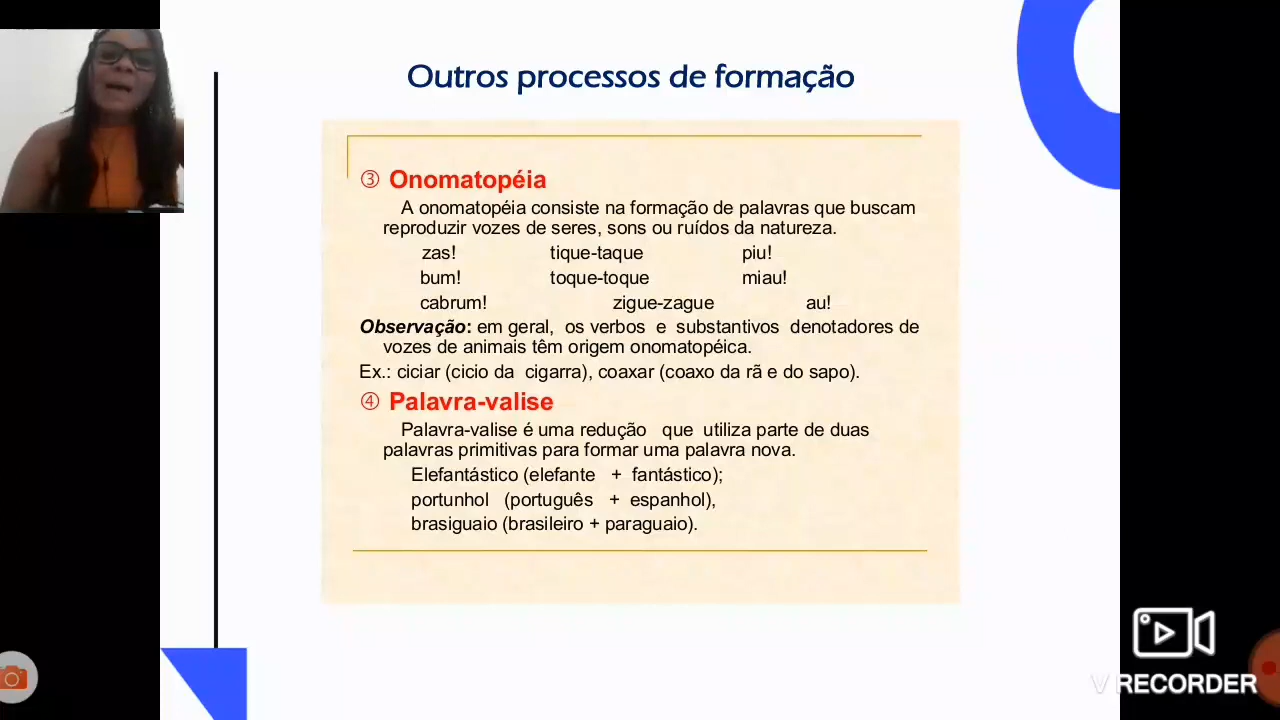 Outros processos de formação
③ Onomatopéia
A onomatopéia consiste na formação de palavras que buscam
reproduzir vozes de seres, sons ou ruídos da natureza.
zas! tique-taque piu!
bum! toque-toque miau!
cabrum! zigue-zague au!
Observação: em geral, os verbos e substantivos denotadores de
vozes de animais têm origem onomatopéica.
Ex.: ciciar (cicio da cigarra), coaxar (coaxo da rã e do sapo).
④ Palavra-valise
Palavra-valise é uma redução que utiliza parte de duas
palavras primitivas para formar uma palavra nova.
Elefantástico (elefante + fantástico);
portunhol (português + espanhol),
brasiguaio (brasileiro + paraguaio).
V RECORDER